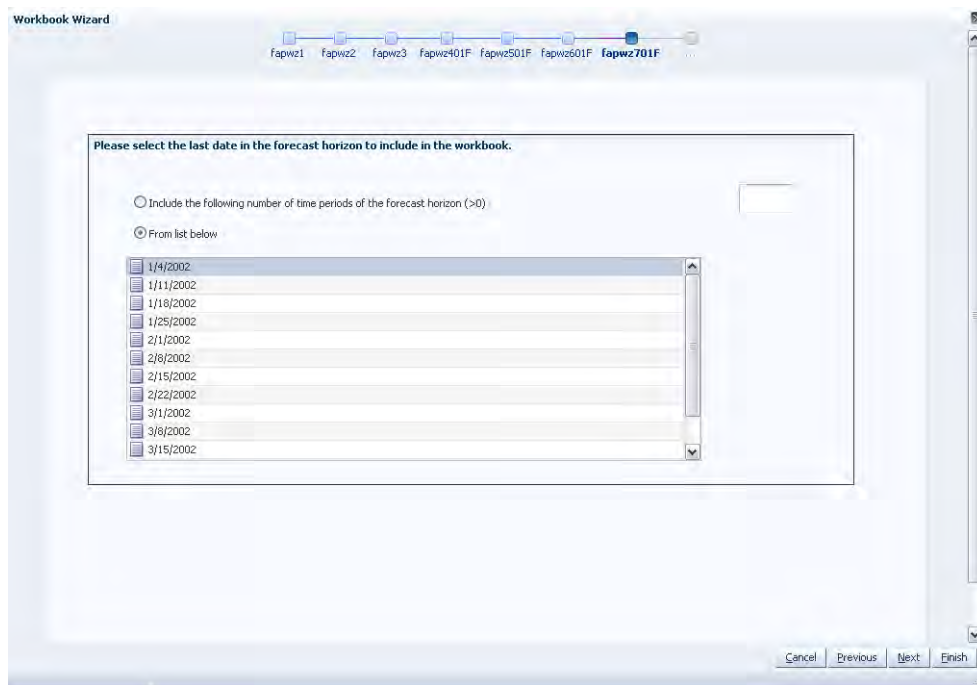 Workbook Wizard
fapwz1 fapwz2 fapwz3 fapwz401F fapwz501F fapwz601F fapwz701F ...
Please select the last date in the forecast horizon to include in the workbook.
Include the following number of time periods of the forecast horizon (>0)
From list below
1/4/2002
1/11/2002
1/18/2002
1/25/2002
2/1/2002
2/8/2002
2/15/2002
2/22/2002
3/1/2002
3/8/2002
3/15/2002
Cancel Previous Next Finish